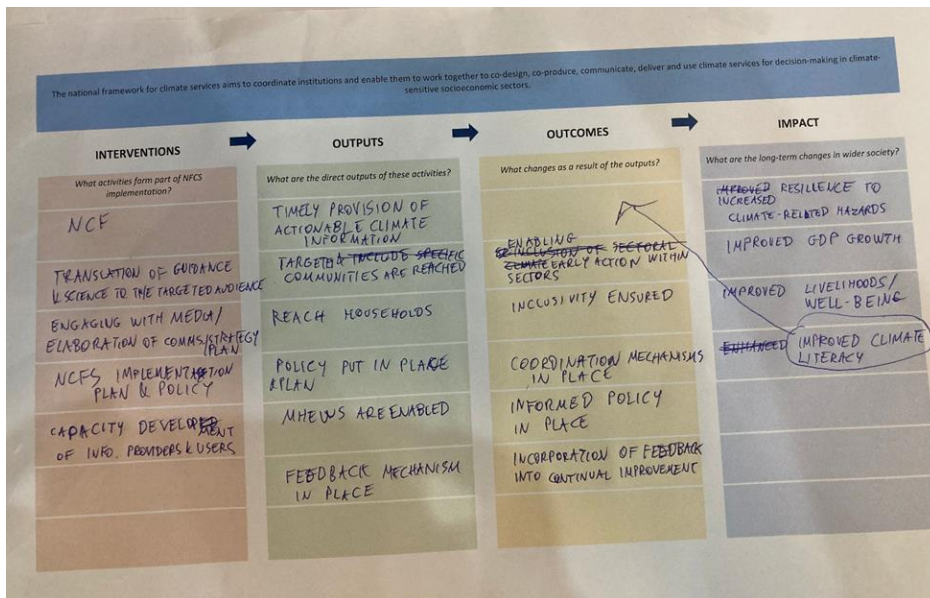 The national framework for climate services aims to coordinate institutions and enable them to work together to co-design, co-produce, communicate, deliver and use climate services for decision-making in climate-
sensitive socioeconomic sectors.
INTERVENTIONS
What activities form part of NFCS
implementation?
NCF
TRANSLATION OF GUIDANCE
& SCIENCE TO THE TARGETED AUDIENCE
ENGAGING WITH MEDIA/
ELABORATION OF COMMS STRATEGY
/PLAN
NCFS IMPLEMENTATION
PLAN & POLICY
CAPACITY DEVELOPMENT
OF INFO. PROVIDERS & USERS
OUTPUTS
What are the direct outputs of these activities?
TIMELY PROVISION OF
ACTIONABLE CLIMATE
INFORMATION
TARGETED INCLUDE SPECIFIC
COMMUNITIES ARE REACHED
REACH HOUSEHOLDS
POLICY PUT IN PLACE
& PLAN
MHEWS ARE ENABLED
FEEDBACK MECHANISM
IN PLACE
OUTCOMES
What changes as a result of the outputs?
ENABLING
INCLUSION OF SECTORAL
CLIMATE EARLY ACTION WITHIN
SECTORS
INCLUSIVITY ENSURED
COORDINATION MECHANISMS
IN PLACE
INFORMED POLICY
IN PLACE
INCORPORATION OF FEEDBACK
INTO CONTINUAL IMPROVEMENT
IMPACT
What are the long-term changes in wider society?
IMPROVED RESILIENCE TO
INCREASED
CLIMATE-RELATED HAZARDS
IMPROVED GDP GROWTH
IMPROVED LIVELIHOODS/
WELL-BEING
ENHANCED IMPROVED CLIMATE
LITERACY